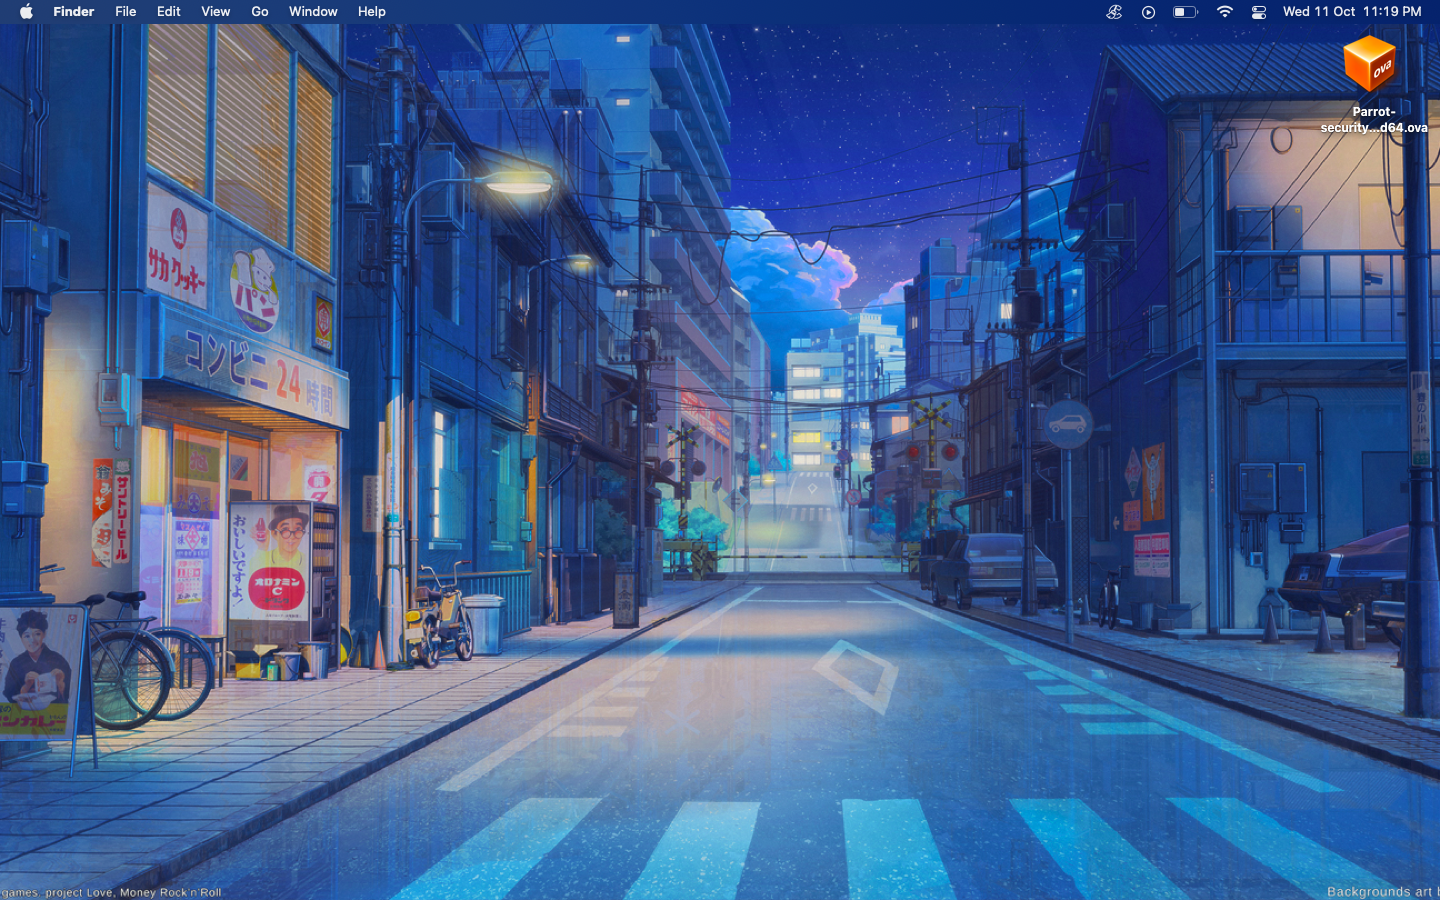 Finder File Edit View Go Window Help
Wed 11 Oct 11:19 PM
ova
Parrot-
security...d64.ova
サカクッキー
パン
コンビニ 24 時間
サントリービール
おいしいですよ!
オロナミン
C
games. project Love, Money Rock'n'Roll
Backgrounds art b